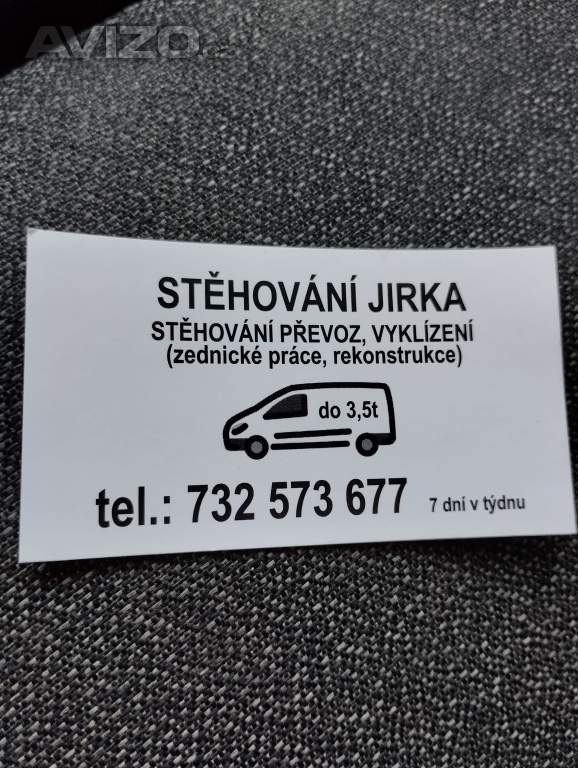 AVIZO
STĚHOVÁNÍ JIRKA
STĚHOVÁNÍ PŘEVOZ, VYKLÍZENÍ
(zednické práce, rekonstrukce)
do 3,5t
tel.: 732 573 677 7 dní v týdnu